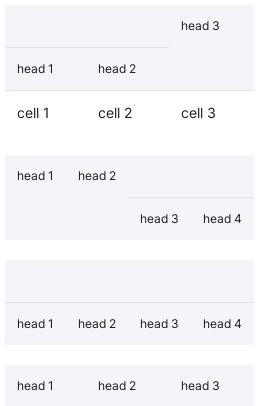 head 3
head 1 head 2
cell 1 cell 2 cell 3
head 1 head 2
head 3 head 4
head 1 head 2 head 3 head 4
head 1 head 2 head 3